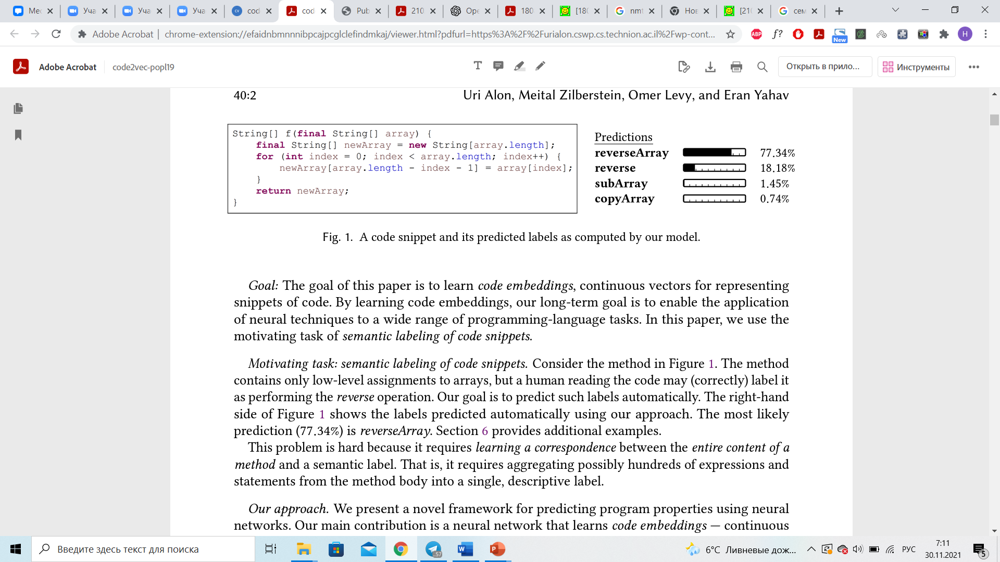 Мес Уча Уча Уча cod cod Pub 210 Ope 180 [180 nmt Нов [210 сем
Adobe Acrobat | chrome-extension://efaidnbmnnnibpcajpcglclefindmkaj/viewer.html?pdfurl=https%3A%2F%2Furialon.cswp.cs.technion.ac.il%2Fwp-cont... ABP f? New H
Adobe Acrobat code2vec-popl19 Открыть в прило... Инструменты
40:2 Uri Alon, Meital Zilberstein, Omer Levy, and Eran Yahav
String[] f(final String[] array) {
final String[] newArray = new String[array.length];
for (int index = 0; index < array.length; index++) {
newArray[array.length - index - 1] = array[index];
}
return newArray;
}
Predictions
reverseArray 77.34%
reverse 18.18%
subArray 1.45%
copyArray 0.74%
Fig. 1. A code snippet and its predicted labels as computed by our model.
Goal: The goal of this paper is to learn code embeddings, continuous vectors for representing
snippets of code. By learning code embeddings, our long-term goal is to enable the application
of neural techniques to a wide range of programming-language tasks. In this paper, we use the
motivating task of semantic labeling of code snippets.
Motivating task: semantic labeling of code snippets. Consider the method in Figure 1. The method
contains only low-level assignments to arrays, but a human reading the code may (correctly) label it
as performing the reverse operation. Our goal is to predict such labels automatically. The right-hand
side of Figure 1 shows the labels predicted automatically using our approach. The most likely
prediction (77.34%) is reverseArray. Section 6 provides additional examples.
This problem is hard because it requires learning a correspondence between the entire content of a
method and a semantic label. That is, it requires aggregating possibly hundreds of expressions and
statements from the method body into a single, descriptive label.
Our approach. We present a novel framework for predicting program properties using neural
networks. Our main contribution is a neural network that learns code embeddings — continuous
Введите здесь текст для поиска
6°C Ливневые дож... РУС
7:11
30.11.2021
5